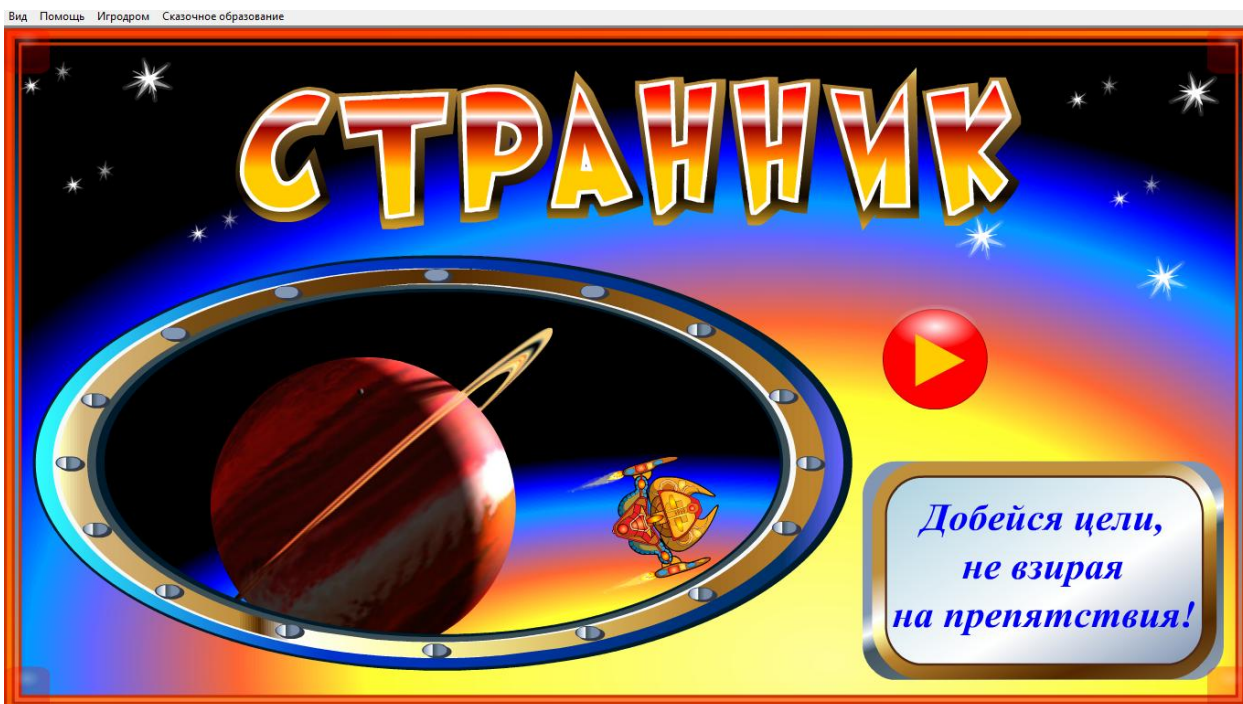 Вид Помощь Игродром Сказочное образование
СТРАННИК
Добейся цели,
не взирая
на препятствия!